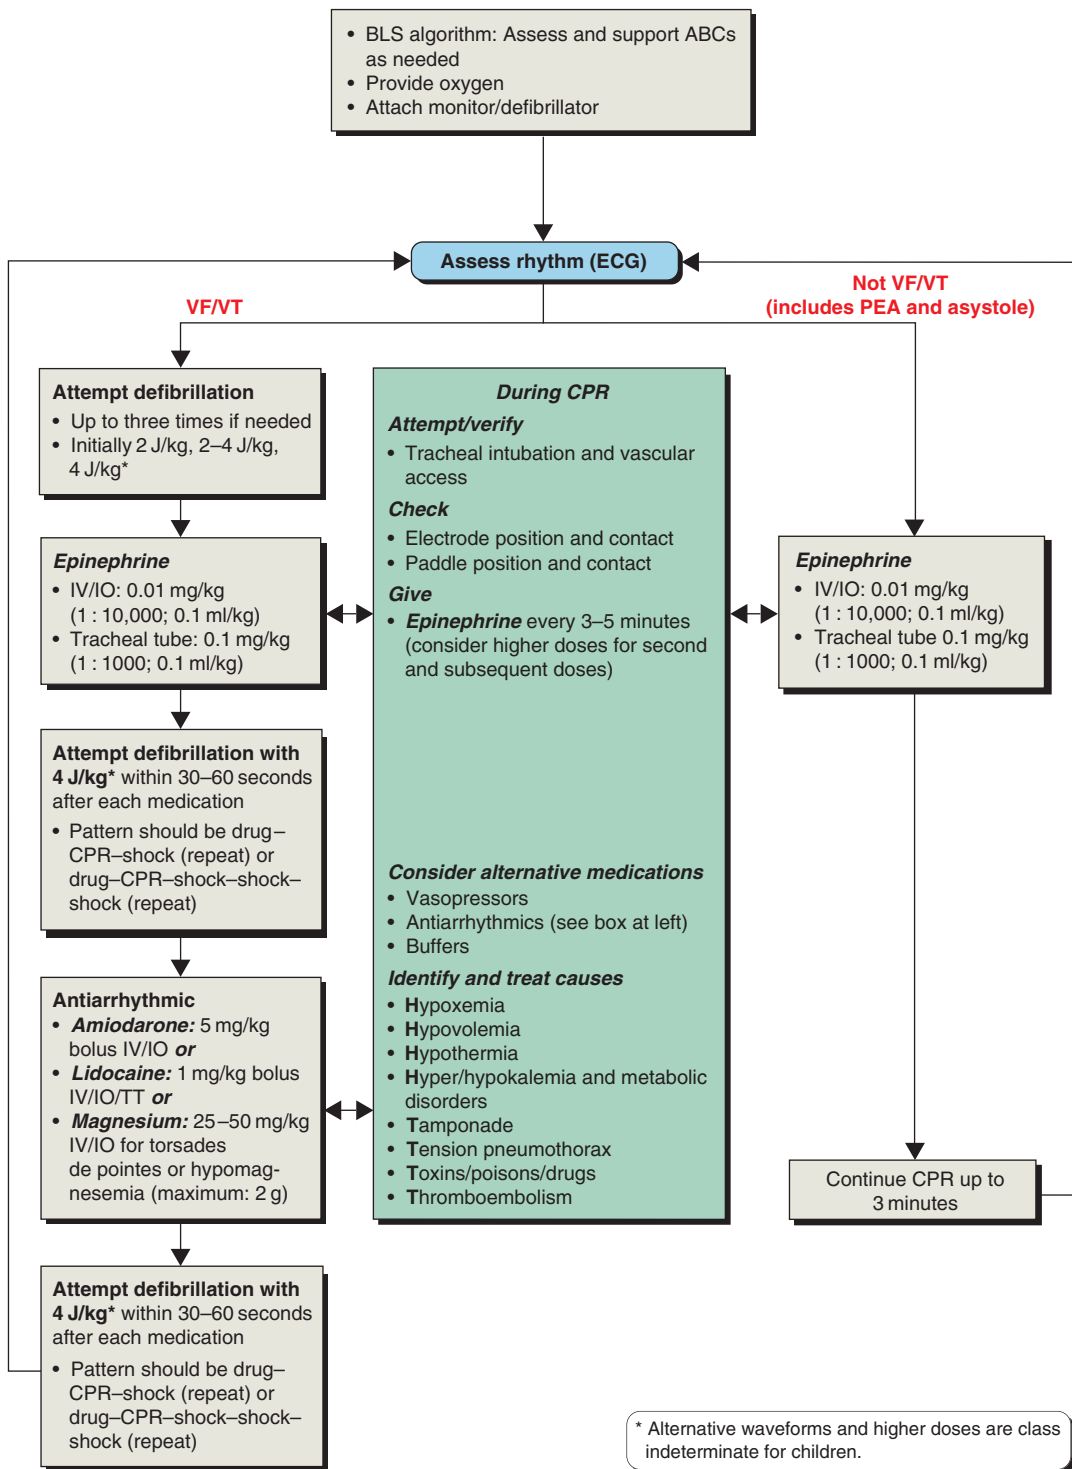 • BLS algorithm: Assess and support ABCs
as needed
• Provide oxygen
• Attach monitor/defibrillator
Assess rhythm (ECG)
VF/VT
Not VF/VT
(includes PEA and asystole)
Attempt defibrillation
• Up to three times if needed
• Initially 2 J/kg, 2–4 J/kg,
4 J/kg*
Epinephrine
• IV/IO: 0.01 mg/kg
(1 : 10,000; 0.1 ml/kg)
• Tracheal tube: 0.1 mg/kg
(1 : 1000; 0.1 ml/kg)
Attempt defibrillation with
4 J/kg* within 30–60 seconds
after each medication
• Pattern should be drug–
CPR–shock (repeat) or
drug–CPR–shock–shock–
shock (repeat)
Antiarrhythmic
• Amiodarone: 5 mg/kg
bolus IV/IO or
• Lidocaine: 1 mg/kg bolus
IV/IO/TT or
• Magnesium: 25–50 mg/kg
IV/IO for torsades
de pointes or hypomag-
nesemia (maximum: 2 g)
Attempt defibrillation with
4 J/kg* within 30–60 seconds
after each medication
• Pattern should be drug–
CPR–shock (repeat) or
drug–CPR–shock–shock–
shock (repeat)
During CPR
Attempt/verify
• Tracheal intubation and vascular
access
Check
• Electrode position and contact
• Paddle position and contact
Give
• Epinephrine every 3–5 minutes
(consider higher doses for second
and subsequent doses)
Consider alternative medications
• Vasopressors
• Antiarrhythmics (see box at left)
• Buffers
Identify and treat causes
• Hypoxemia
• Hypovolemia
• Hypothermia
• Hyper/hypokalemia and metabolic
disorders
• Tamponade
• Tension pneumothorax
• Toxins/poisons/drugs
• Thromboembolism
Epinephrine
• IV/IO: 0.01 mg/kg
(1 : 10,000; 0.1 ml/kg)
• Tracheal tube 0.1 mg/kg
(1 : 1000; 0.1 ml/kg)
Continue CPR up to
3 minutes
* Alternative waveforms and higher doses are class
indeterminate for children.